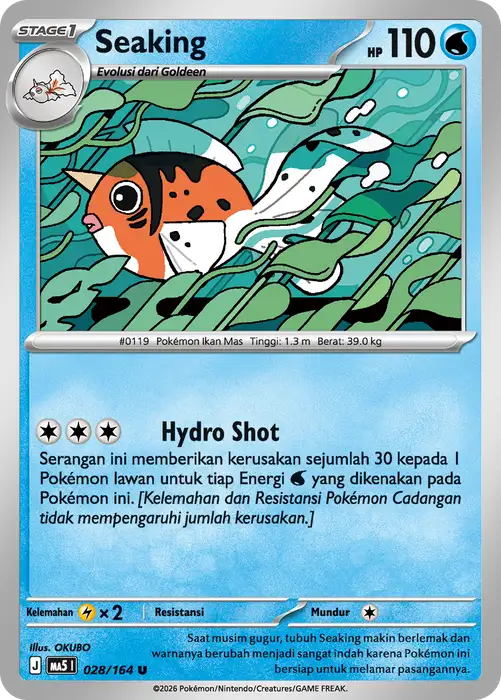 STAGE1
Seaking
HP 110
Evolusi dari Goldeen
#0119 Pokémon Ikan Mas Tinggi: 1.3 m Berat: 39.0 kg
Hydro Shot
Serangan ini memberikan kerusakan sejumlah 30 kepada 1
Pokémon lawan untuk tiap Energi yang dikenakan pada
Pokémon ini. [Kelemahan dan Resistansi Pokémon Cadangan
tidak mempengaruhi jumlah kerusakan.]
Kelemahan ×2 Resistansi Mundur
Illus. OKUBO
Saat musim gugur, tubuh Seaking makin berlemak dan
warnanya berubah menjadi sangat indah karena Pokémon ini
bersiap untuk melamar pasangannya.
J MA5 I 028/164 U
©2026 Pokémon/Nintendo/Creatures/GAME FREAK.